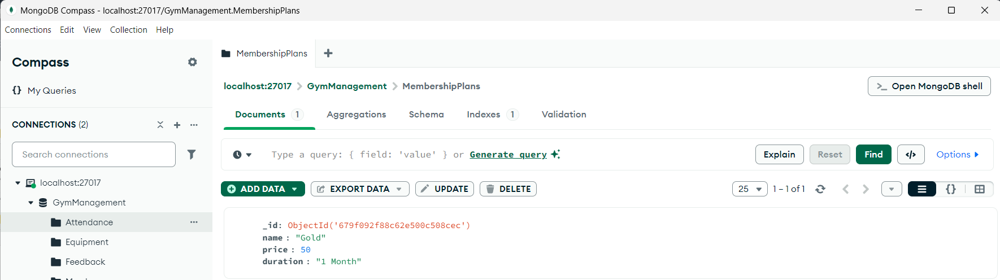 MongoDB Compass - localhost:27017/GymManagement.MembershipPlans
Connections Edit View Collection Help
Compass
My Queries
CONNECTIONS (2)
Search connections
localhost:27017
GymManagement
Attendance
Equipment
Feedback
MembershipPlans
localhost:27017 > GymManagement > MembershipPlans
>_ Open MongoDB shell
Documents 1 Aggregations Schema Indexes 1 Validation
Type a query: { field: 'value' } or Generate query
Explain Reset Find </> Options
ADD DATA EXPORT DATA UPDATE DELETE
25 1 – 1 of 1 {}
_id: ObjectId('679f092f88c62e500c508cec')
name : "Gold"
price : 50
duration : "1 Month"